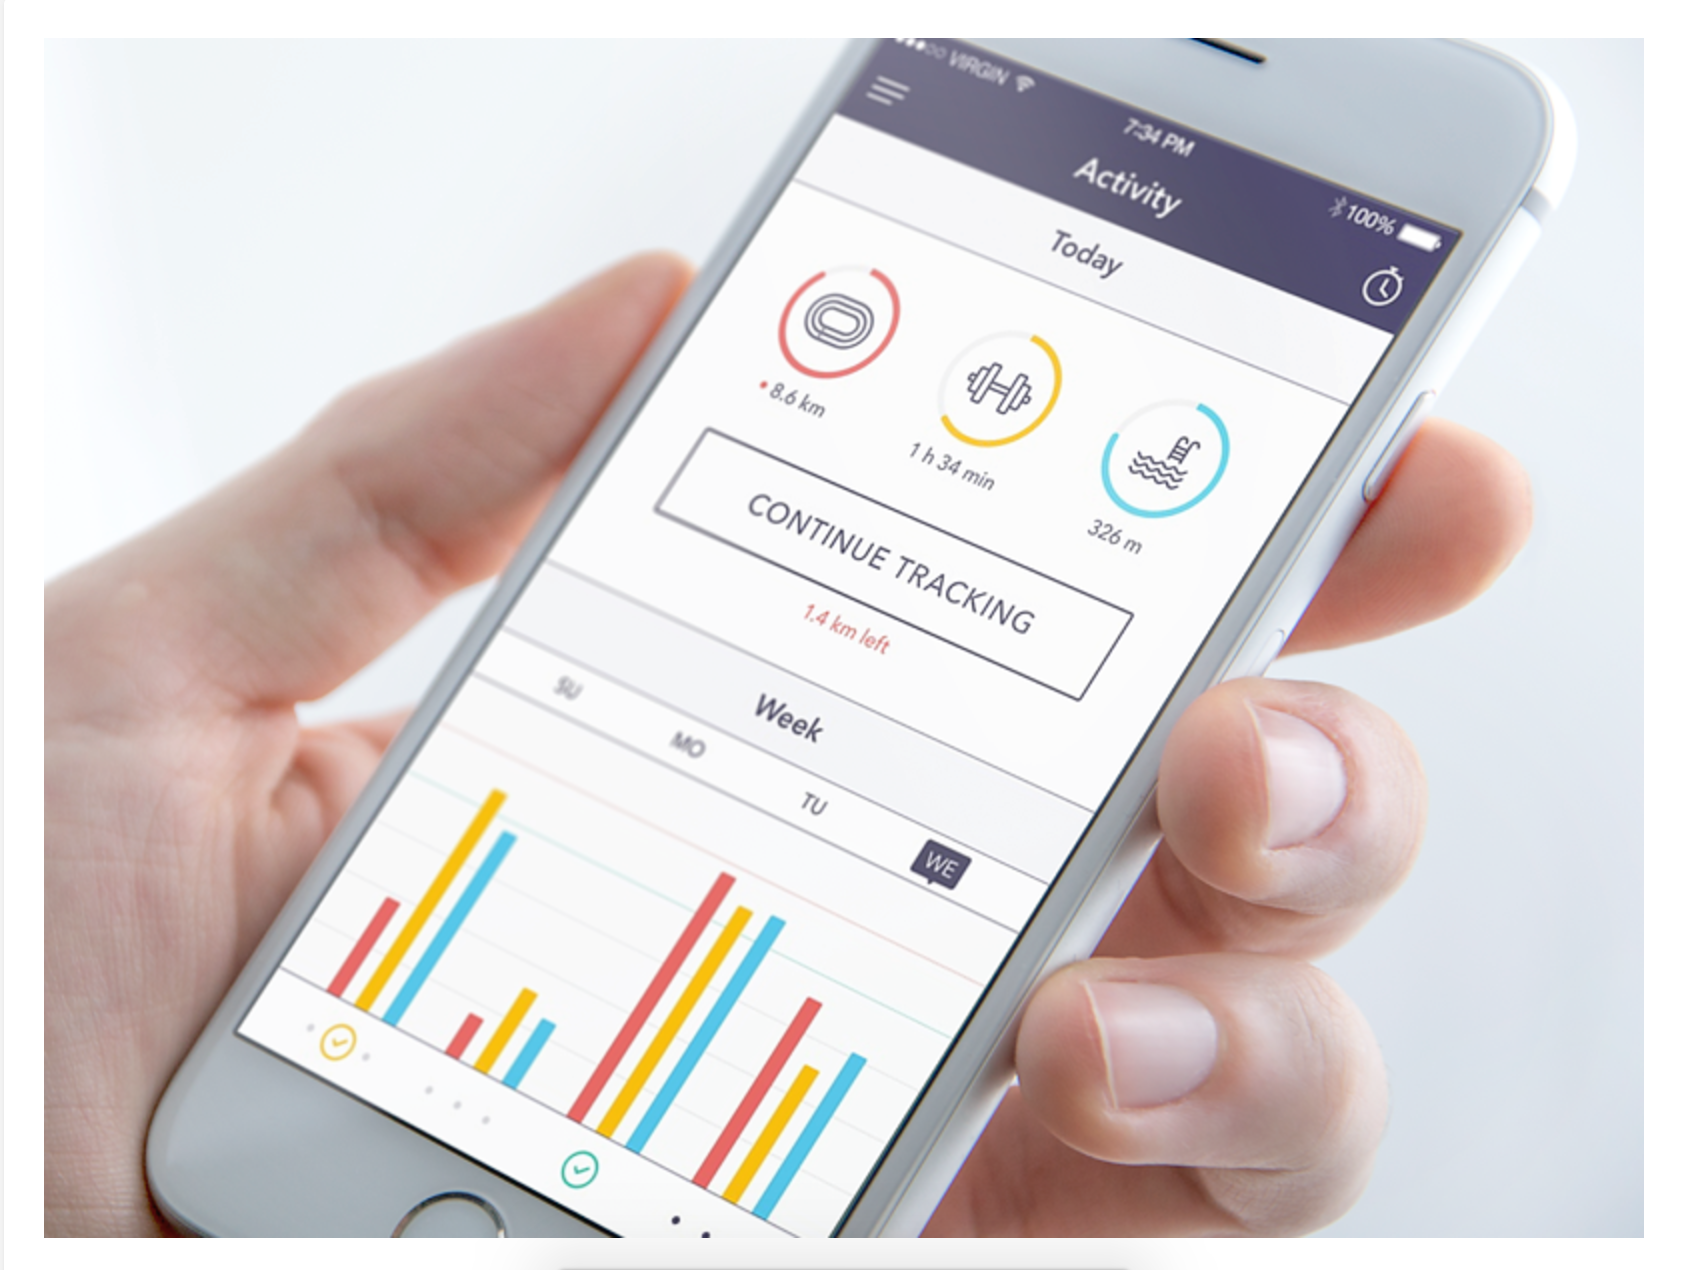 VIRGIN
7:34 PM
100%
Activity
Today
8.6 km
1 h 34 min
326 m
CONTINUE TRACKING
1.4 km left
Week
SU
MO
TU
WE